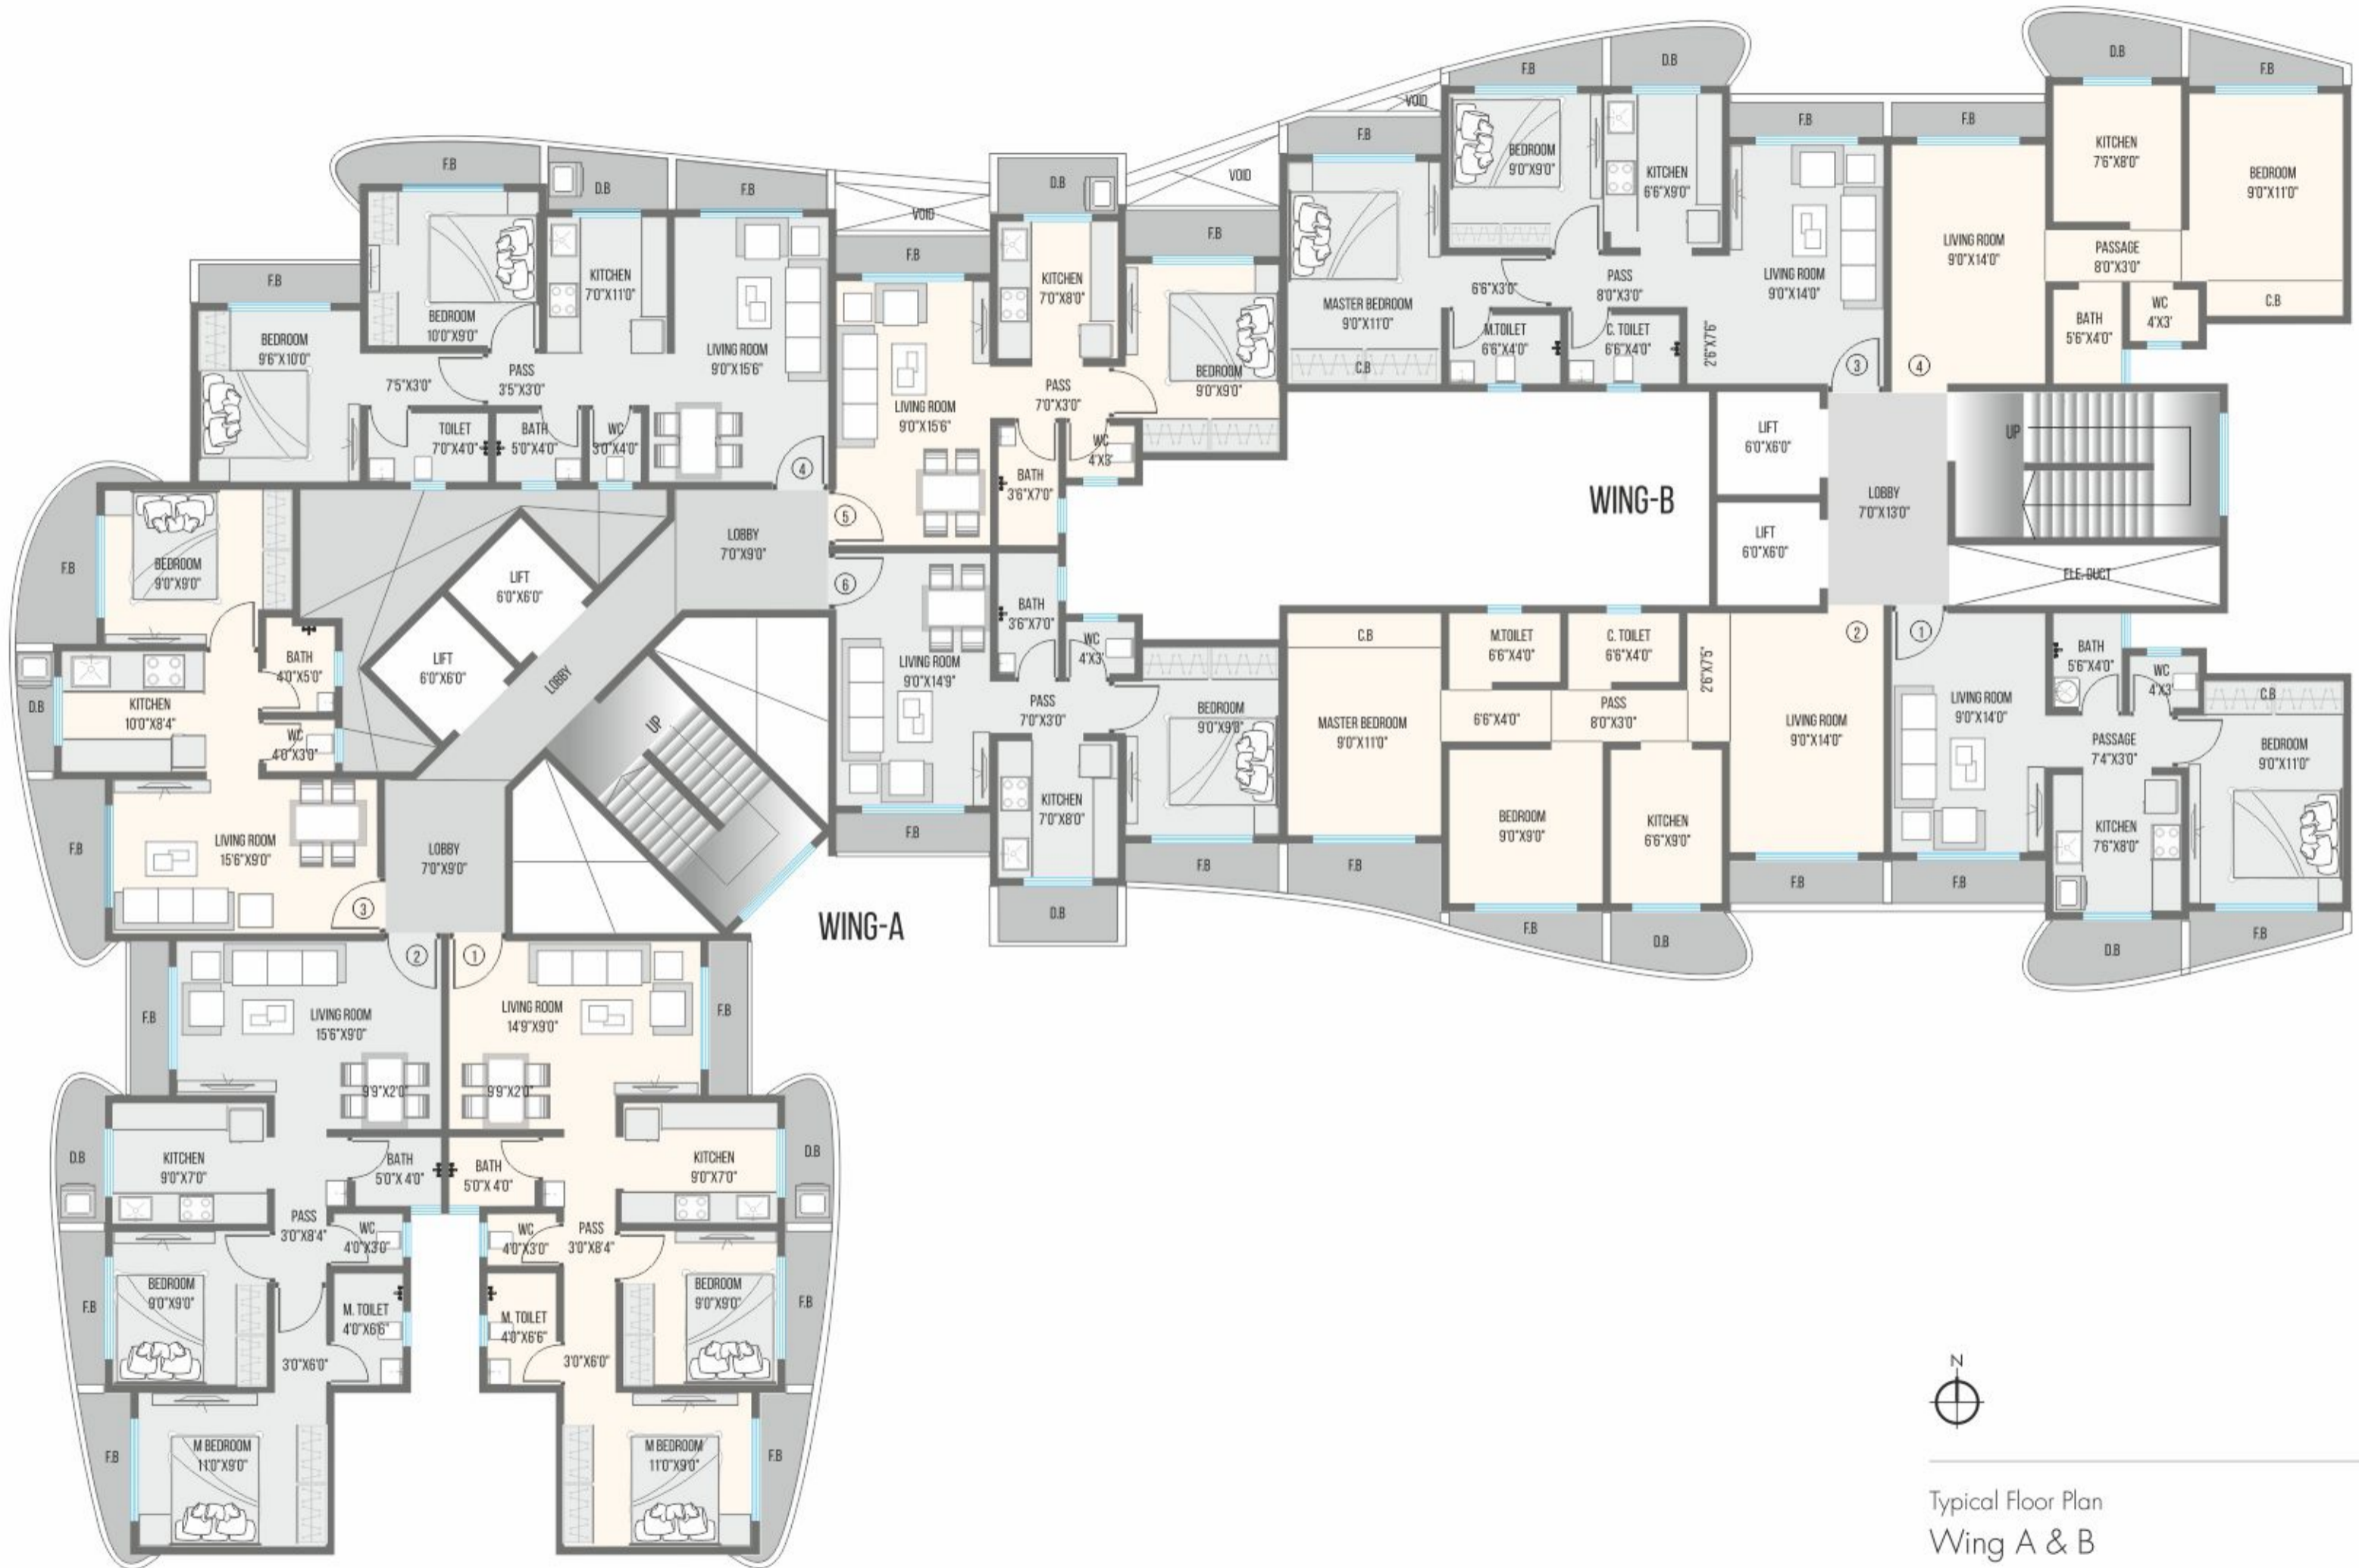 F.B
D.B
D.B
F.B
VOID
F.B
BEDROOM
9'0"X9'0"
KITCHEN
6'6"X9'0"
F.B
F.B
KITCHEN
7'6"X8'0"
BEDROOM
9'0"X11'0"
F.B
D.B
F.B
VOID
D.B
VOID
F.B
F.B
F.B
BEDROOM
10'0"X9'0"
KITCHEN
7'0"X11'0"
LIVING ROOM
9'0"X15'6"
BEDROOM
9'6"X10'0"
7'5"X3'0"
PASS
3'5"X3'0"
TOILET
7'0"X4'0"
BATH
5'0"X4'0"
WC
3'0"X4'0"
4
KITCHEN
7'0"X8'0"
LIVING ROOM
9'0"X15'6"
PASS
7'0"X3'0"
BEDROOM
9'0"X9'0"
WC
4'X3'
BATH
3'6"X7'0"
5
MASTER BEDROOM
9'0"X11'0"
C.B
6'6"X3'0"
PASS
8'0"X3'0"
M.TOILET
6'6"X4'0"
C. TOILET
6'6"X4'0"
2'6"X7'6"
LIVING ROOM
9'0"X14'0"
3
LIVING ROOM
9'0"X14'0"
4
PASSAGE
8'0"X3'0"
BATH
5'6"X4'0"
WC
4'X3'
C.B
LIFT
6'0"X6'0"
LIFT
6'0"X6'0"
LOBBY
7'0"X13'0"
UP
ELE. DUCT
WING-B
F.B
BEDROOM
9'0"X9'0"
LIFT
6'0"X6'0"
LIFT
6'0"X6'0"
LOBBY
7'0"X9'0"
LOBBY
UP
D.B
KITCHEN
10'0"X8'4"
BATH
4'0"X5'0"
WC
4'0"X3'0"
F.B
LIVING ROOM
15'6"X9'0"
3
LOBBY
7'0"X9'0"
6
BATH
3'6"X7'0"
WC
4'X3'
LIVING ROOM
9'0"X14'9"
PASS
7'0"X3'0"
BEDROOM
9'0"X9'0"
KITCHEN
7'0"X8'0"
F.B
D.B
F.B
C.B
MASTER BEDROOM
9'0"X11'0"
M.TOILET
6'6"X4'0"
C. TOILET
6'6"X4'0"
6'6"X4'0"
PASS
8'0"X3'0"
2'6"X7'5"
BEDROOM
9'0"X9'0"
KITCHEN
6'6"X9'0"
LIVING ROOM
9'0"X14'0"
2
1
LIVING ROOM
9'0"X14'0"
BATH
5'6"X4'0"
WC
4'X3'
C.B
PASSAGE
7'4"X3'0"
BEDROOM
9'0"X11'0"
KITCHEN
7'6"X8'0"
F.B
F.B
D.B
F.B
F.B
D.B
F.B
WING-A
2
1
F.B
LIVING ROOM
15'6"X9'0"
LIVING ROOM
14'9"X9'0"
F.B
9'9"X2'0"
9'9"X2'0"
D.B
KITCHEN
9'0"X7'0"
BATH
5'0"X 4'0"
BATH
5'0"X 4'0"
KITCHEN
9'0"X7'0"
D.B
PASS
3'0"X8'4"
WC
4'0"X3'0"
WC
4'0"X3'0"
PASS
3'0"X8'4"
F.B
BEDROOM
9'0"X9'0"
M. TOILET
4'0"X6'6"
M. TOILET
4'0"X6'6"
BEDROOM
9'0"X9'0"
F.B
3'0"X6'0"
3'0"X6'0"
F.B
M BEDROOM
11'0"X9'0"
M BEDROOM
11'0"X9'0"
F.B
N
Typical Floor Plan
Wing A & B